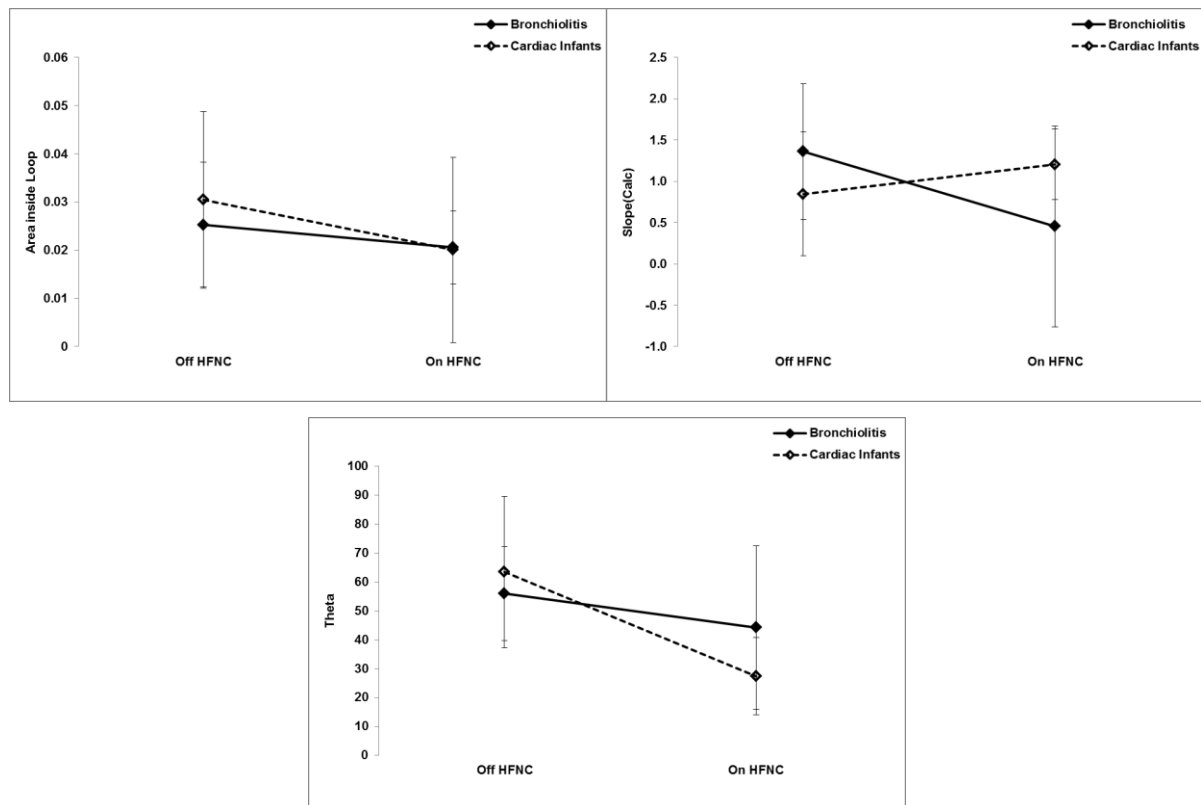 Bronchiolitis
Cardiac Infants
0.06
0.05
0.04
0.03
0.02
0.01
0
Area inside Loop
Off HFNC
On HFNC
Bronchiolitis
Cardiac Infants
2.5
2.0
1.5
1.0
0.5
0.0
-0.5
-1.0
Slope(Calc)
Off HFNC
On HFNC
Bronchiolitis
Cardiac Infants
100
90
80
70
60
50
40
30
20
10
0
Theta
Off HFNC
On HFNC